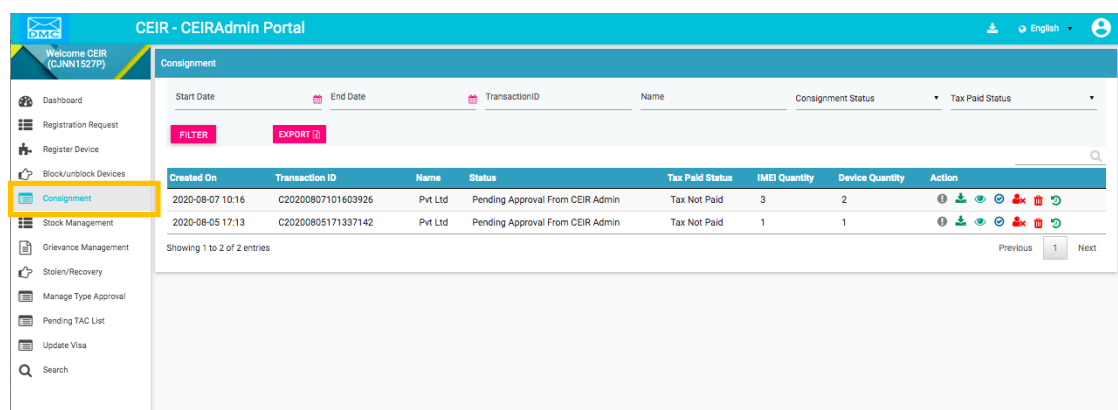 DMC
CEIR - CEIRAdmin Portal
English
Welcome CEIR
(CJNN1527P)
Dashboard
Registration Request
Register Device
Block/unblock Devices
Consignment
Stock Management
Grievance Management
Stolen/Recovery
Manage Type Approval
Pending TAC List
Update Visa
Search
Consignment
Start Date End Date TransactionID Name Consignment Status Tax Paid Status
FILTER EXPORT
Created On Transaction ID Name Status Tax Paid Status IMEI Quantity Device Quantity Action
2020-08-07 10:16 C20200807101603926 Pvt Ltd Pending Approval From CEIR Admin Tax Not Paid 3 2
2020-08-05 17:13 C20200805171337142 Pvt Ltd Pending Approval From CEIR Admin Tax Not Paid 1 1
Showing 1 to 2 of 2 entries Previous 1 Next